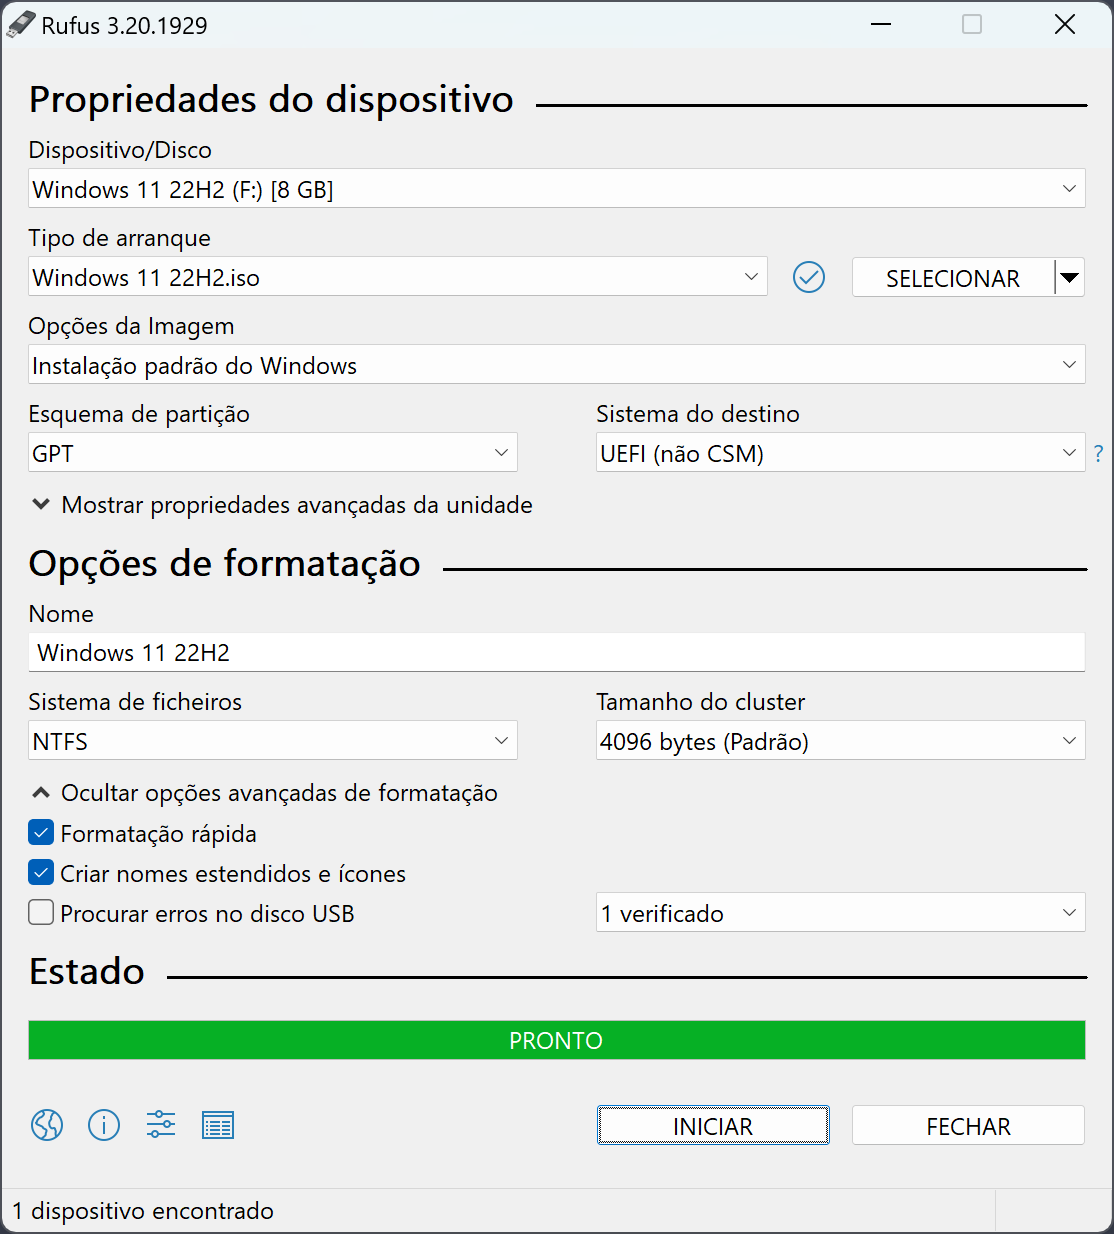 Rufus 3.20.1929
Propriedades do dispositivo
Dispositivo/Disco
Windows 11 22H2 (F:) [8 GB]
Tipo de arranque
Windows 11 22H2.iso
SELECIONAR
Opções da Imagem
Instalação padrão do Windows
Esquema de partição
Sistema do destino
GPT
UEFI (não CSM)
?
Mostrar propriedades avançadas da unidade
Opções de formatação
Nome
Windows 11 22H2
Sistema de ficheiros
Tamanho do cluster
NTFS
4096 bytes (Padrão)
Ocultar opções avançadas de formatação
Formatação rápida
Criar nomes estendidos e ícones
Procurar erros no disco USB
1 verificado
Estado
PRONTO
INICIAR
FECHAR
1 dispositivo encontrado